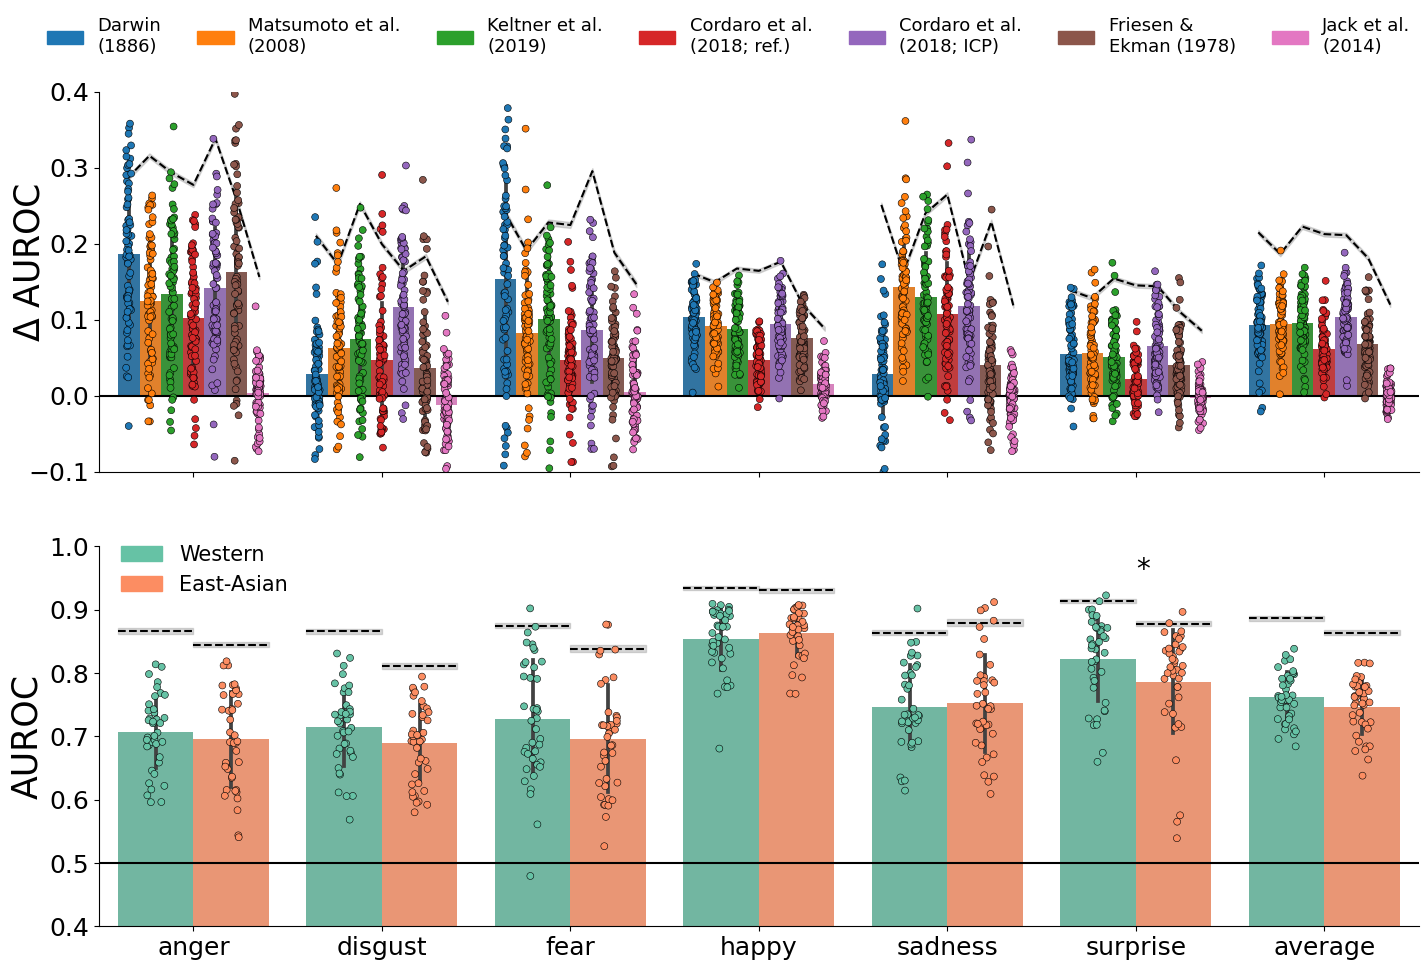 Darwin
(1886)
Matsumoto et al.
(2008)
Keltner et al.
(2019)
Cordaro et al.
(2018; ref.)
Cordaro et al.
(2018; ICP)
Friesen &
Ekman (1978)
Jack et al.
(2014)
Δ AUROC
0.4
0.3
0.2
0.1
0.0
−0.1
AUROC
1.0
0.9
0.8
0.7
0.6
0.5
0.4
Western
East-Asian
*
anger disgust fear happy sadness surprise average